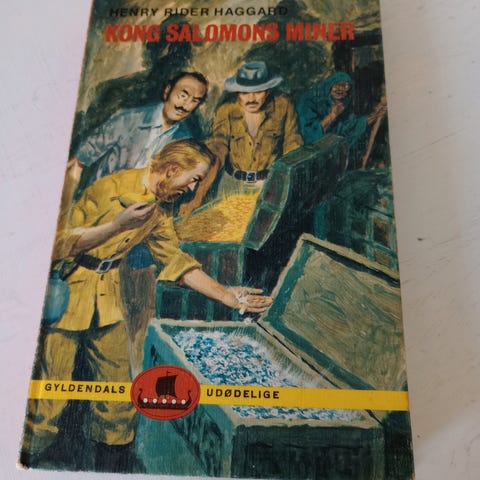 HENRY RIDER HAGGARD
KONG SALOMONS MINER
GYLDENDALS UDØDELIGE